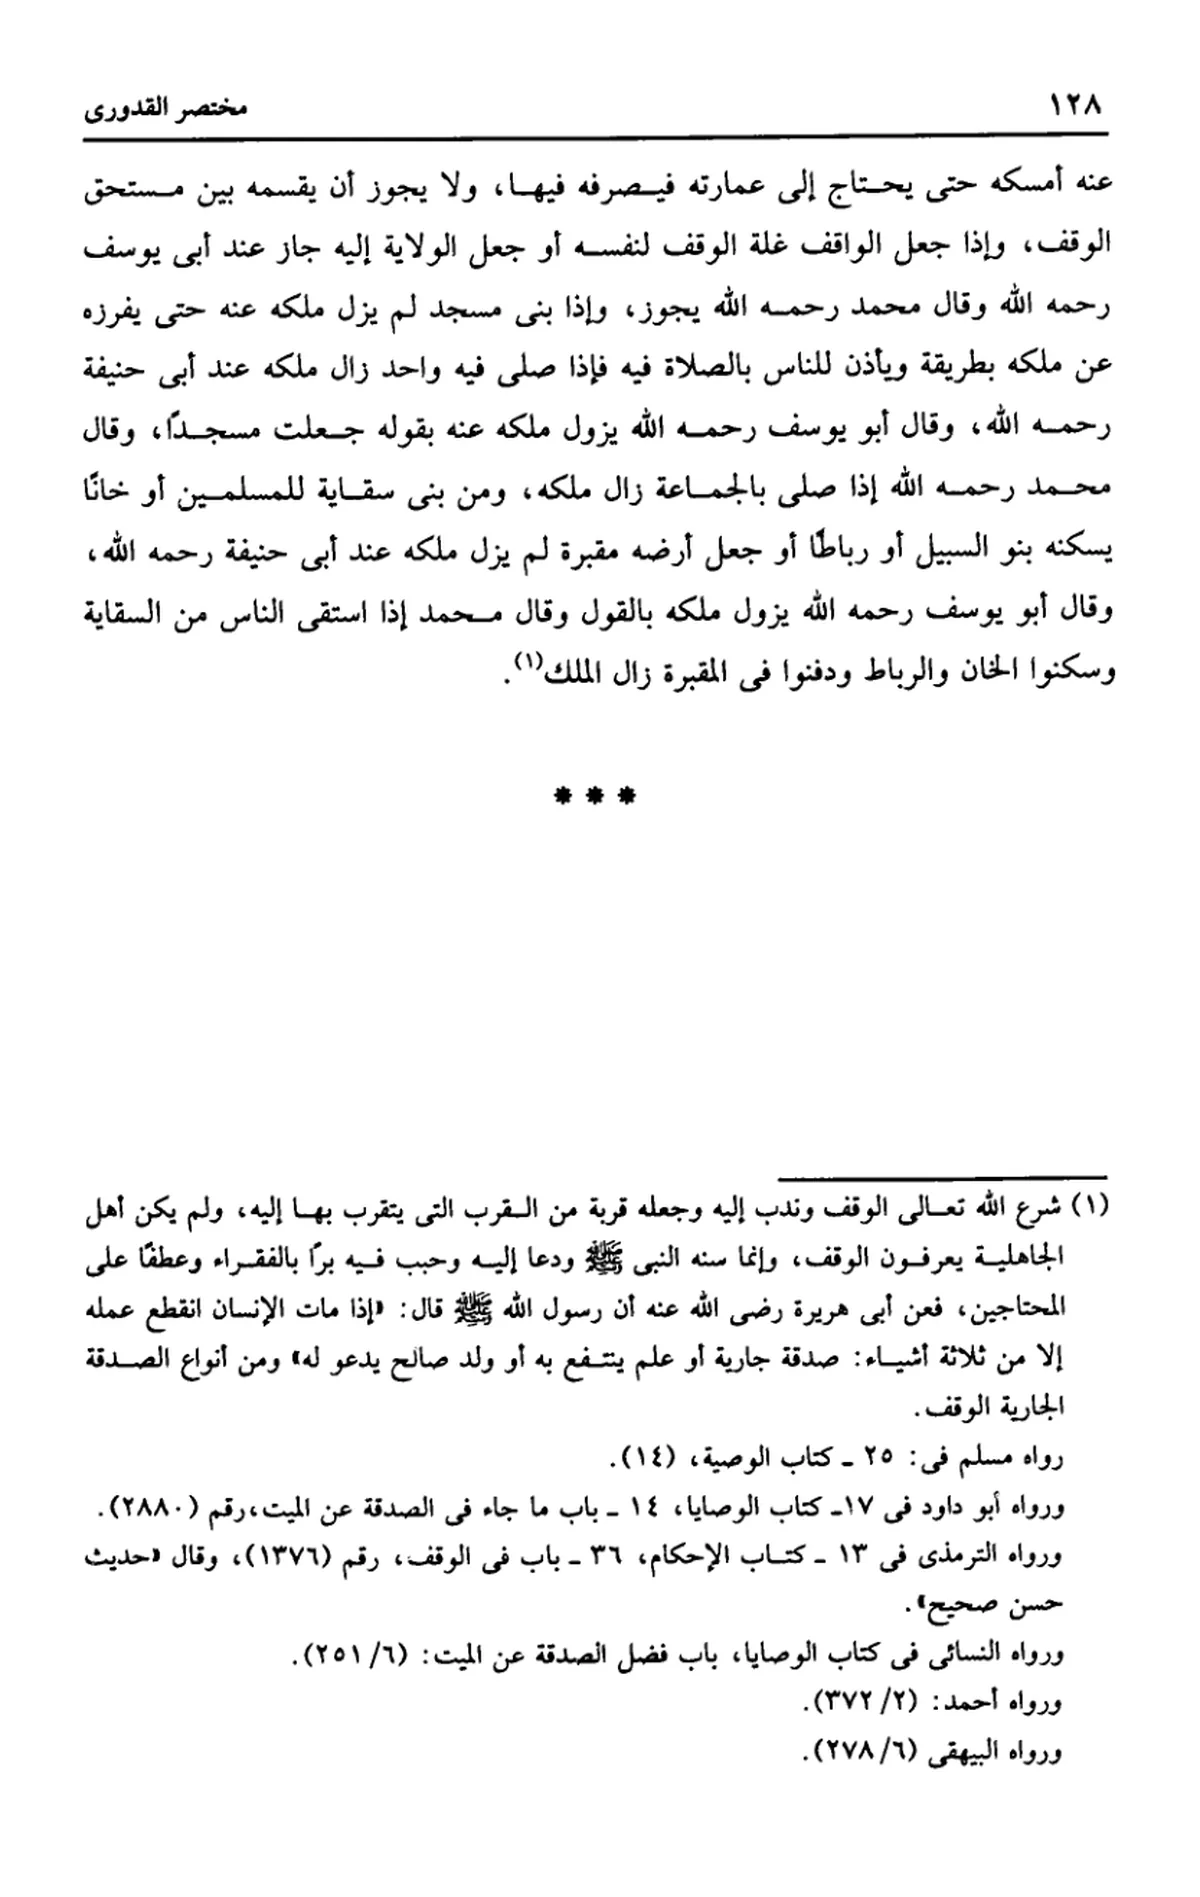 ١٢٨ مختصر القدورى
عنه أمسكه حتى يحتاج إلى عمارته فيصرفه فيها، ولا يجوز أن يقسمه بين مستحق
الوقف، وإذا جعل الواقف غلة الوقف لنفسه أو جعل الولاية إليه جاز عند أبى يوسف
رحمه الله وقال محمد رحمه الله يجوز، وإذا بنى مسجد لم يزل ملكه عنه حتى يفرزه
عن ملكه بطريقة ويأذن للناس بالصلاة فيه فإذا صلى فيه واحد زال ملكه عند أبى حنيفة
رحمه الله، وقال أبو يوسف رحمه الله يزول ملكه عنه بقوله جعلت مسجداً، وقال
محمد رحمه الله إذا صلى بالجماعة زال ملكه، ومن بنى سقاية للمسلمين أو خانًا
يسكنه بنو السبيل أو رباطًا أو جعل أرضه مقبرة لم يزل ملكه عند أبى حنيفة رحمه الله،
وقال أبو يوسف رحمه الله يزول ملكه بالقول وقال محمد إذا استقى الناس من السقاية
وسكنوا الخان والرباط ودفنوا فى المقبرة زال الملك(١).
* * *
(١) شرع الله تعالى الوقف وندب إليه وجعله قربة من القرب التى يتقرب بها إليه، ولم يكن أهل
الجاهلية يعرفون الوقف، وإنما سنه النبى ﷺ ودعا إليه وحبب فيه براً بالفقراء وعطفًا على
المحتاجين، فعن أبى هريرة رضى الله عنه أن رسول الله ﷺ قال: «إذا مات الإنسان انقطع عمله
إلا من ثلاثة أشياء: صدقة جارية أو علم ينتفع به أو ولد صالح يدعو له» ومن أنواع الصدقة
الجارية الوقف.
رواه مسلم فى: ٢٥ ـ كتاب الوصية، (١٤).
ورواه أبو داود فى ١٧ـ كتاب الوصايا، ١٤ ـ باب ما جاء فى الصدقة عن الميت،رقم (٢٨٨٠).
ورواه الترمذى فى ١٣ ـ كتاب الإحكام، ٣٦ ـ باب فى الوقف، رقم (١٣٧٦)، وقال «حديث
حسن صحيح».
ورواه النسائى فى كتاب الوصايا، باب فضل الصدقة عن الميت: (٦/ ٢٥١).
ورواه أحمد: (٢/ ٣٧٢).
ورواه البيهقى (٦/ ٢٧٨).